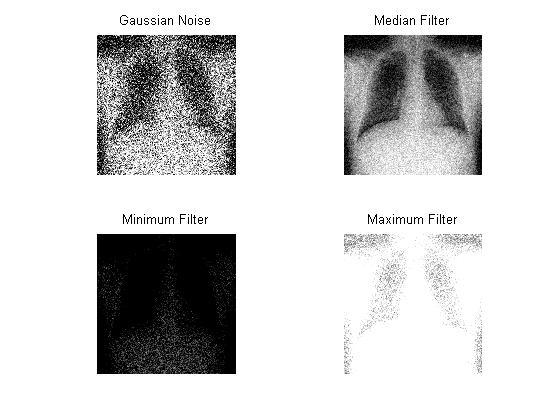 Gaussian Noise
Median Filter
Minimum Filter
Maximum Filter